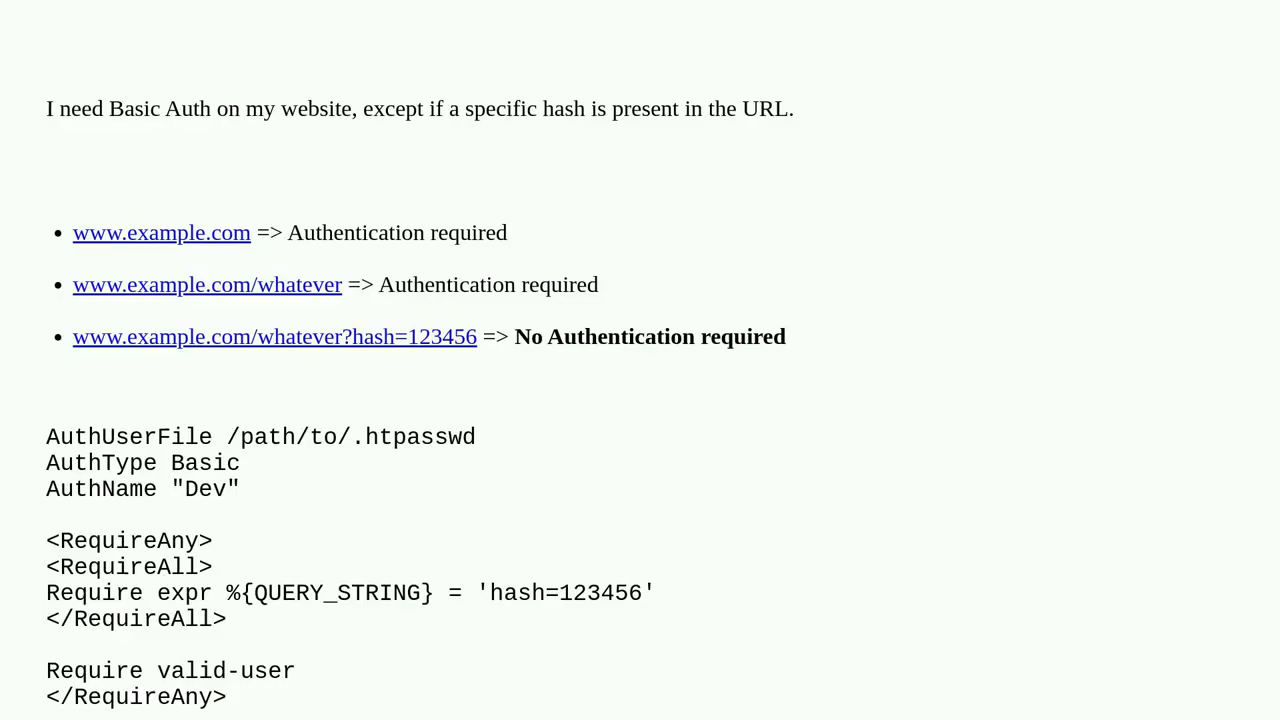 I need Basic Auth on my website, except if a specific hash is present in the URL.
• www.example.com => Authentication required
• www.example.com/whatever => Authentication required
• www.example.com/whatever?hash=123456 => No Authentication required
AuthUserFile /path/to/.htpasswd
AuthType Basic
AuthName "Dev"
<RequireAny>
<RequireAll>
Require expr %{QUERY_STRING} = 'hash=123456'
</RequireAll>
Require valid-user
</RequireAny>